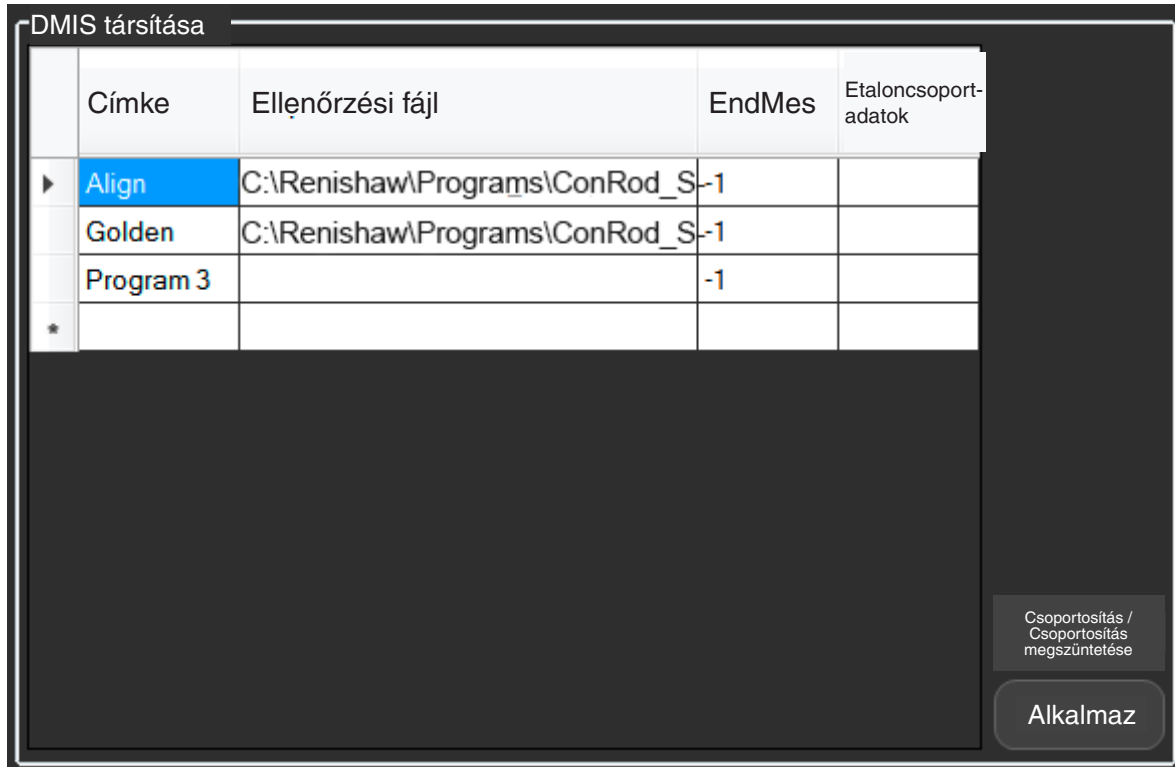 DMIS társítása
Címke Ellenőrzési fájl EndMes Etaloncsoport-
adatok
Align C:\Renishaw\Programs\ConRod_S -1
Golden C:\Renishaw\Programs\ConRod_S -1
Program 3 -1
*
Csoportosítás /
Csoportosítás
megszüntetése
Alkalmaz